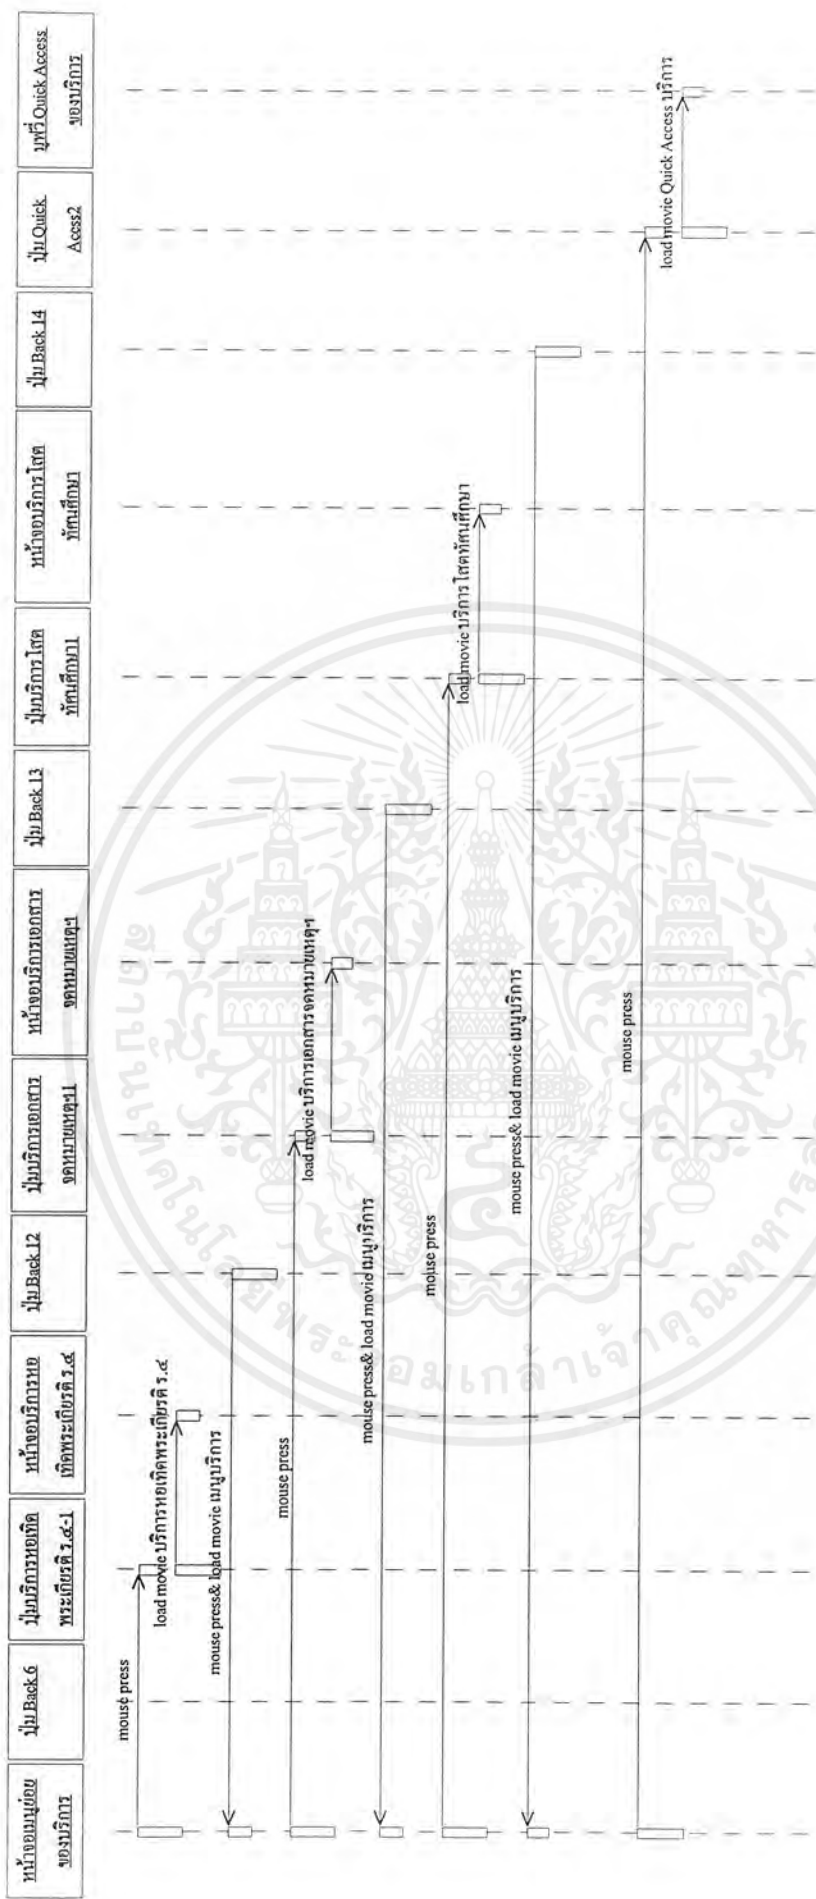 หน้าจอเมนูย่อย
ของบริการ
ปุ่ม Back 6
ปุ่มบริการหอเทิด
พระเกียรติ ร.๔-1
หน้าจอบริการหอ
เทิดพระเกียรติ ร.๔
ปุ่ม Back 12
ปุ่มบริการเอกสาร
จดหมายเหตุฯ1
หน้าจอบริการเอกสาร
จดหมายเหตุฯ
ปุ่ม Back 13
ปุ่มบริการโสต
ทัศนศึกษา1
หน้าจอบริการโสต
ทัศนศึกษา
ปุ่ม Back 14
ปุ่ม Quick
Access2
มูฟวี่ Quick Access
ของบริการ
mouse press
load movie บริการหอเทิดพระเกียรติ ร.๔
mouse press& load movie เมนูบริการ
mouse press
load movie บริการเอกสารจดหมายเหตุฯ
mouse press& load movie เมนูบริการ
mouse press
load movie บริการโสตทัศนศึกษา
mouse press& load movie เมนูบริการ
mouse press
load movie Quick Access บริการ